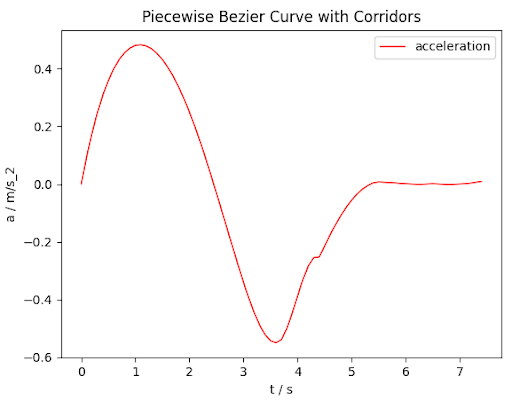 Piecewise Bezier Curve with Corridors
acceleration
0.4
0.2
0.0
−0.2
−0.4
−0.6
a / m/s_2
0 1 2 3 4 5 6 7
t / s